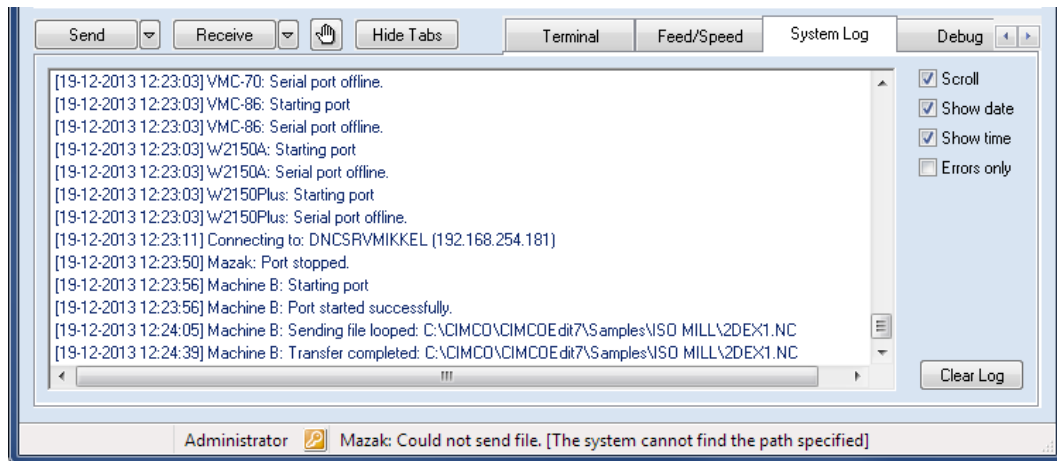 Send Receive Hide Tabs Terminal Feed/Speed System Log Debug
[19-12-2013 12:23:03] VMC-70: Serial port offline.
[19-12-2013 12:23:03] VMC-86: Starting port
[19-12-2013 12:23:03] VMC-86: Serial port offline.
[19-12-2013 12:23:03] W2150A: Starting port
[19-12-2013 12:23:03] W2150A: Serial port offline.
[19-12-2013 12:23:03] W2150Plus: Starting port
[19-12-2013 12:23:03] W2150Plus: Serial port offline.
[19-12-2013 12:23:11] Connecting to: DNCSRVMIKKEL (192.168.254.181)
[19-12-2013 12:23:50] Mazak: Port stopped.
[19-12-2013 12:23:56] Machine B: Starting port
[19-12-2013 12:23:56] Machine B: Port started successfully.
[19-12-2013 12:24:05] Machine B: Sending file looped: C:\CIMCO\CIMCOEdit7\Samples\ISO MILL\2DEX1.NC
[19-12-2013 12:24:39] Machine B: Transfer completed: C:\CIMCO\CIMCOEdit7\Samples\ISO MILL\2DEX1.NC
Scroll
Show date
Show time
Errors only
Clear Log
Administrator Mazak: Could not send file. [The system cannot find the path specified]